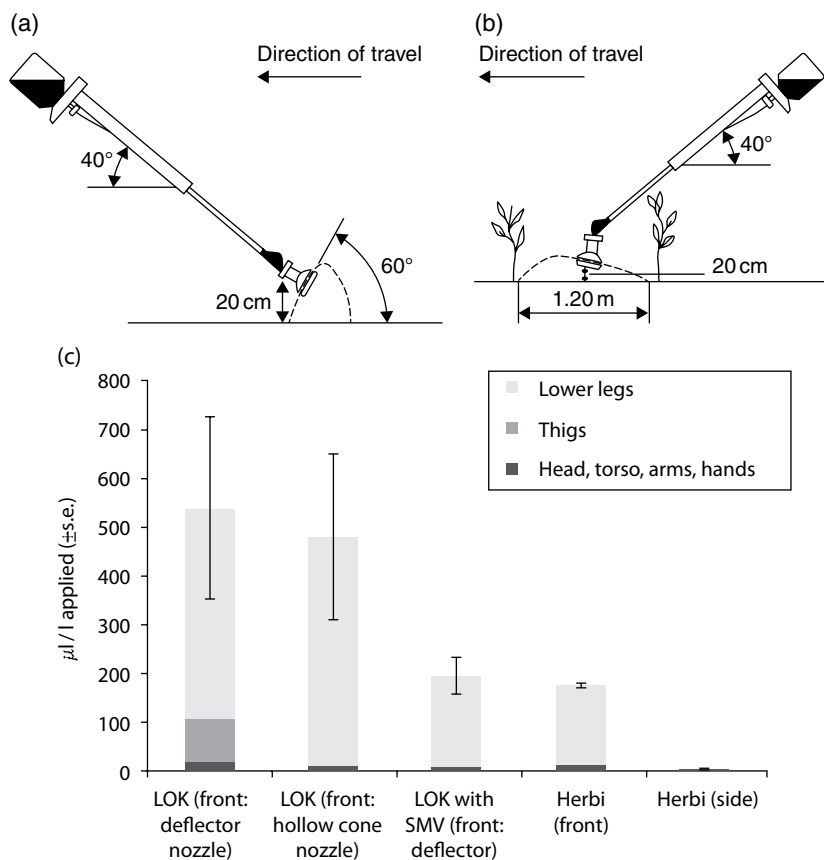 (a)
Direction of travel
40°
60°
20 cm
(b)
Direction of travel
40°
20 cm
1.20 m
(c)
800
700
600
500
400
300
200
100
0
μl / l applied (±s.e.)
Lower legs
Thigs
Head, torso, arms, hands
LOK (front:
deflector
nozzle)
LOK (front:
hollow cone
nozzle)
LOK with
SMV (front:
deflector)
Herbi
(front)
Herbi (side)